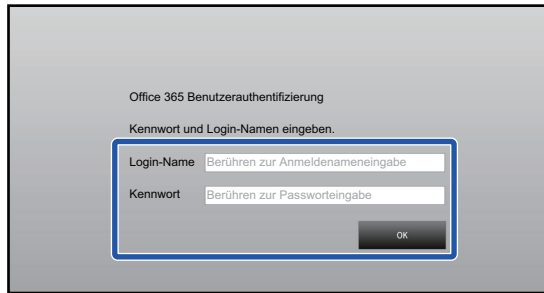 Office 365 Benutzerauthentifizierung
Kennwort und Login-Namen eingeben.
Login-Name Berühren zur Anmeldenameneingabe
Kennwort Berühren zur Passworteingabe
OK